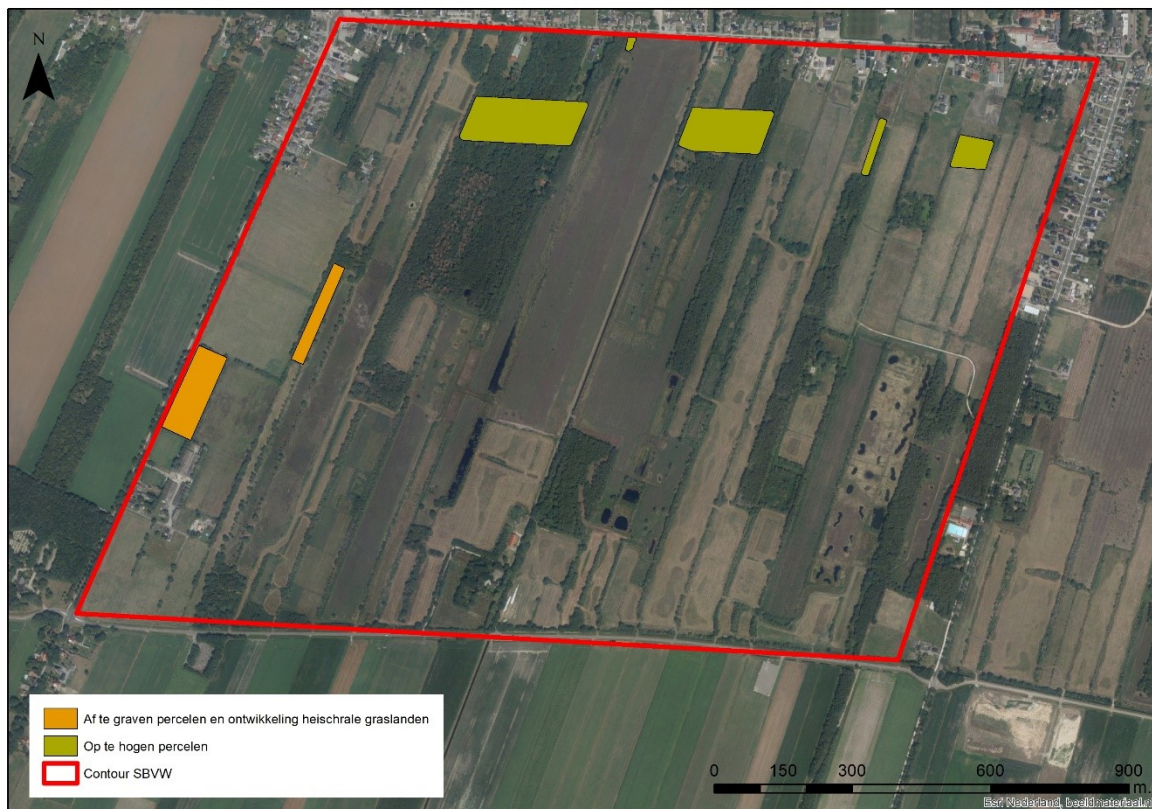 N
Af te graven percelen en ontwikkeling heischrale graslanden
Op te hogen percelen
Contour SBVW
0 150 300 600 900
m.
Esri Nederland, beeldmateriaal.n